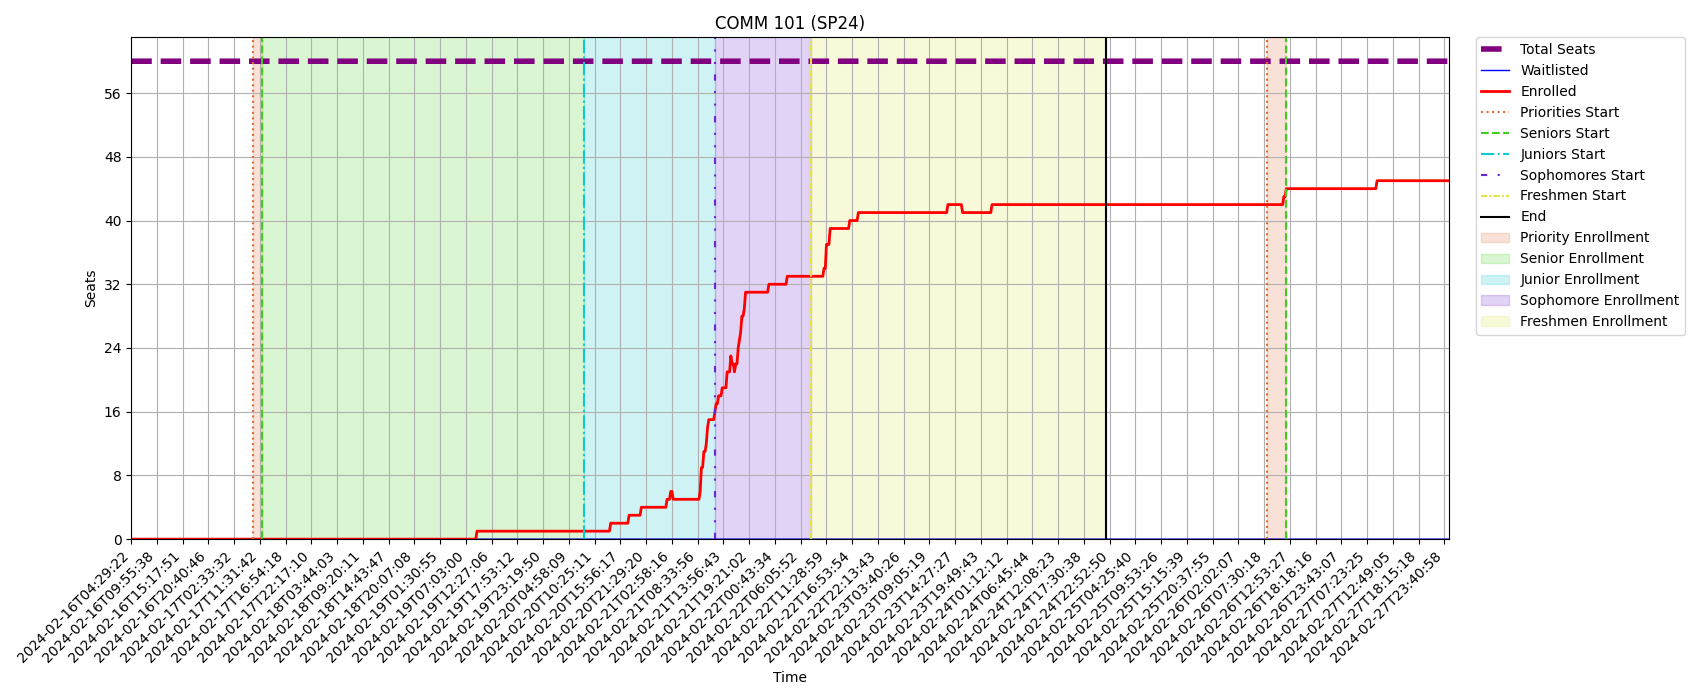 COMM 101 (SP24)
Total Seats
Waitlisted
Enrolled
Priorities Start
Seniors Start
Juniors Start
Sophomores Start
Freshmen Start
End
Priority Enrollment
Senior Enrollment
Junior Enrollment
Sophomore Enrollment
Freshmen Enrollment
Seats
56
48
40
32
24
16
8
0
2024-02-16T04:29:22
2024-02-16T09:55:38
2024-02-16T15:17:51
2024-02-16T20:40:46
2024-02-17T02:33:32
2024-02-17T11:31:42
2024-02-17T16:54:18
2024-02-17T22:17:10
2024-02-18T03:44:03
2024-02-18T09:20:11
2024-02-18T14:43:47
2024-02-18T20:07:08
2024-02-19T01:30:55
2024-02-19T07:03:00
2024-02-19T12:27:06
2024-02-19T17:53:12
2024-02-19T23:19:50
2024-02-20T04:58:09
2024-02-20T10:25:11
2024-02-20T15:56:17
2024-02-20T21:29:20
2024-02-21T02:58:16
2024-02-21T08:33:56
2024-02-21T13:56:43
2024-02-21T19:21:02
2024-02-22T00:43:34
2024-02-22T06:05:52
2024-02-22T11:28:59
2024-02-22T16:53:54
2024-02-22T22:13:43
2024-02-23T03:40:26
2024-02-23T09:05:19
2024-02-23T14:27:27
2024-02-23T19:49:43
2024-02-24T01:12:12
2024-02-24T06:45:44
2024-02-24T12:08:23
2024-02-24T17:30:38
2024-02-24T22:52:50
2024-02-25T04:25:40
2024-02-25T09:53:26
2024-02-25T15:15:39
2024-02-25T20:37:55
2024-02-26T02:02:07
2024-02-26T07:30:18
2024-02-26T12:53:27
2024-02-26T18:18:16
2024-02-26T23:43:07
2024-02-27T07:23:25
2024-02-27T12:49:05
2024-02-27T18:15:18
2024-02-27T23:40:58
Time